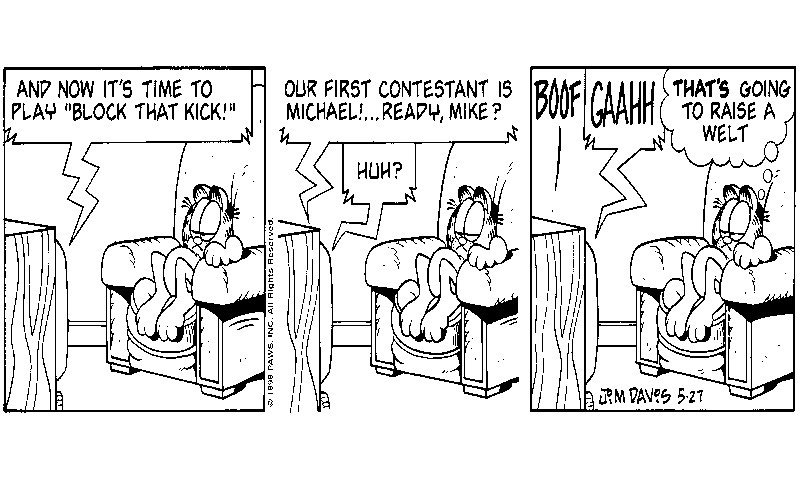 AND NOW IT'S TIME TO
PLAY "BLOCK THAT KICK!"
© 1998 PAWS, INC. All Rights Reserved.
OUR FIRST CONTESTANT IS
MICHAEL!...READY, MIKE?
HUH?
BOOF
GAAHH
THAT'S GOING
TO RAISE A
WELT
JIM DAVIS 5-27